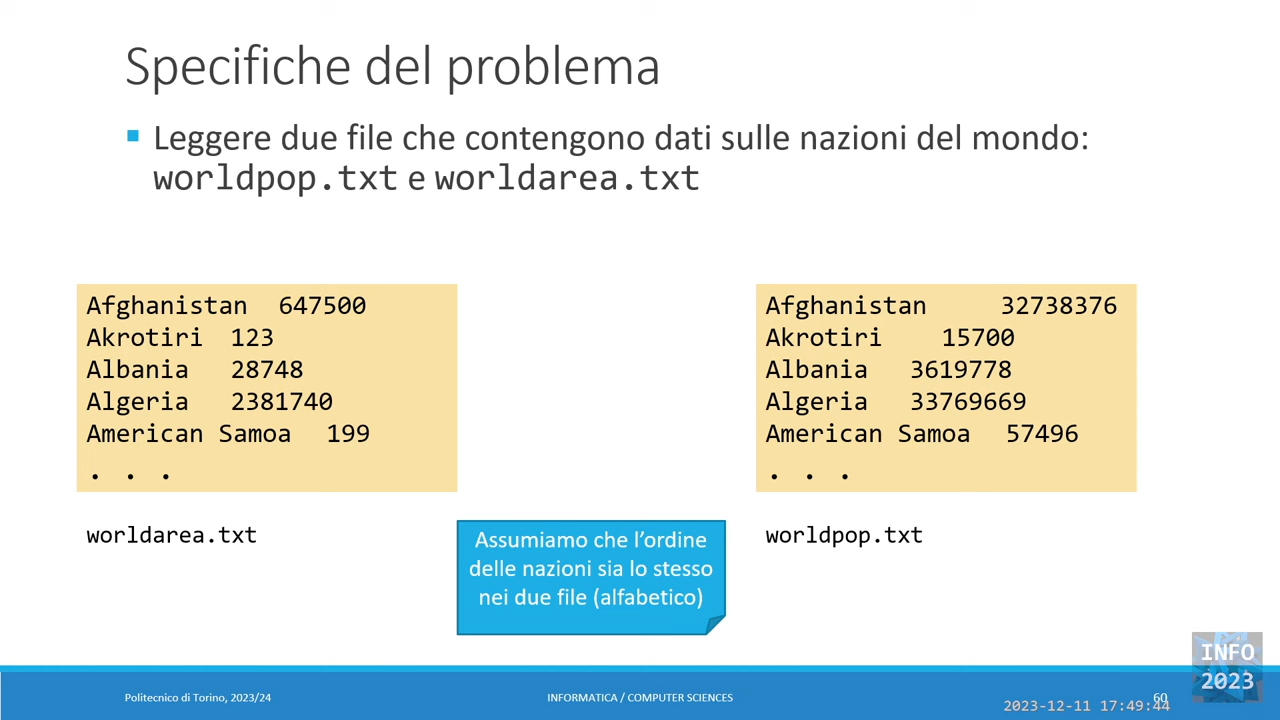 Specifiche del problema
Leggere due file che contengono dati sulle nazioni del mondo:
worldpop.txt e worldarea.txt
Afghanistan 647500
Akrotiri 123
Albania 28748
Algeria 2381740
American Samoa 199
. . .
worldarea.txt
Afghanistan 32738376
Akrotiri 15700
Albania 3619778
Algeria 33769669
American Samoa 57496
. . .
worldpop.txt
Assumiamo che l’ordine
delle nazioni sia lo stesso
nei due file (alfabetico)
INFO
2023
Politecnico di Torino, 2023/24
INFORMATICA / COMPUTER SCIENCES
60
2023-12-11 17:49:44